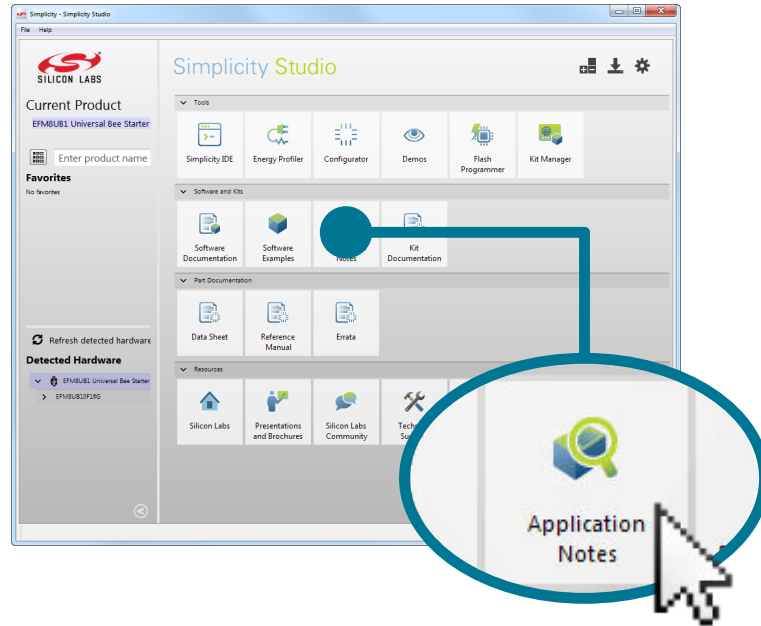 Simplicity - Simplicity Studio
File Help
SILICON LABS
Simplicity Studio
Current Product
EFM8UB1 Universal Bee Starter
Enter product name
Favorites
No favorites
Tools
Simplicity IDE
Energy Profiler
Configurator
Demos
Flash
Programmer
Kit Manager
Software and Kits
Software
Documentation
Software
Examples
Notes
Kit
Documentation
Part Documentation
Data Sheet
Reference
Manual
Errata
Refresh detected hardware
Detected Hardware
EFM8UB1 Universal Bee Starter
EFM8UB10F16G
Resources
Silicon Labs
Presentations
and Brochures
Silicon Labs
Community
Application
Notes